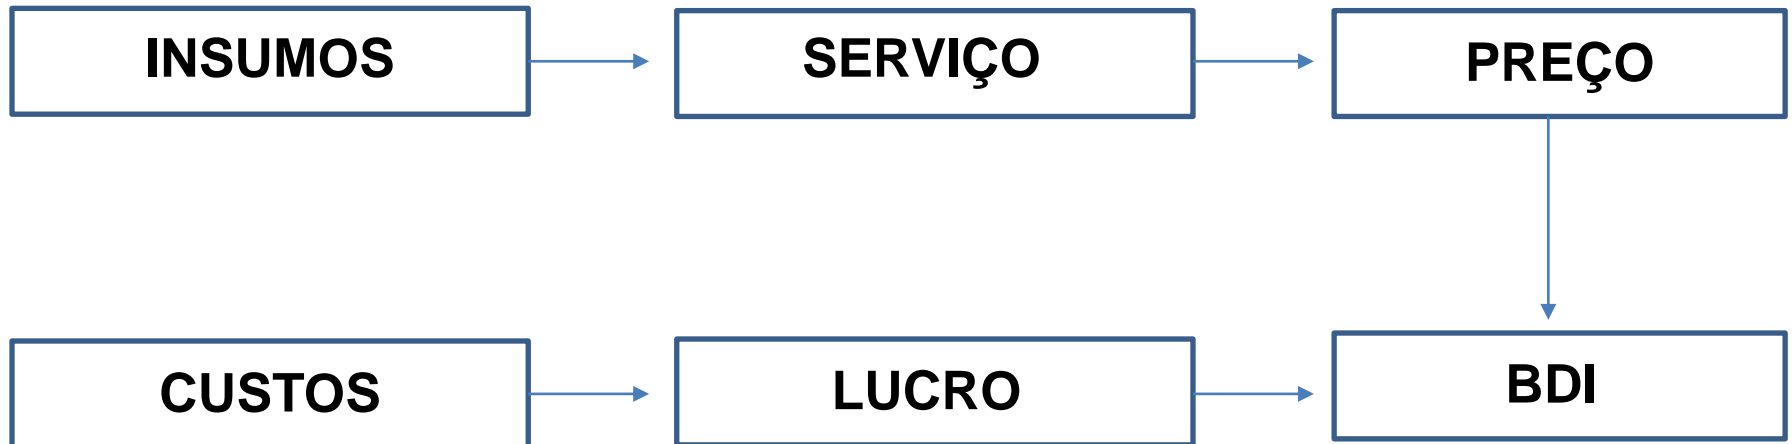 INSUMOS
SERVIÇO
PREÇO
CUSTOS
LUCRO
BDI